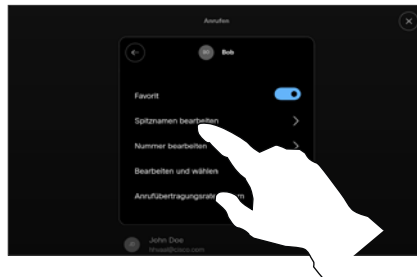 Anrufen
Bob
Favorit
Spitznamen bearbeiten
Nummer bearbeiten
Bearbeiten und wählen
John Doe